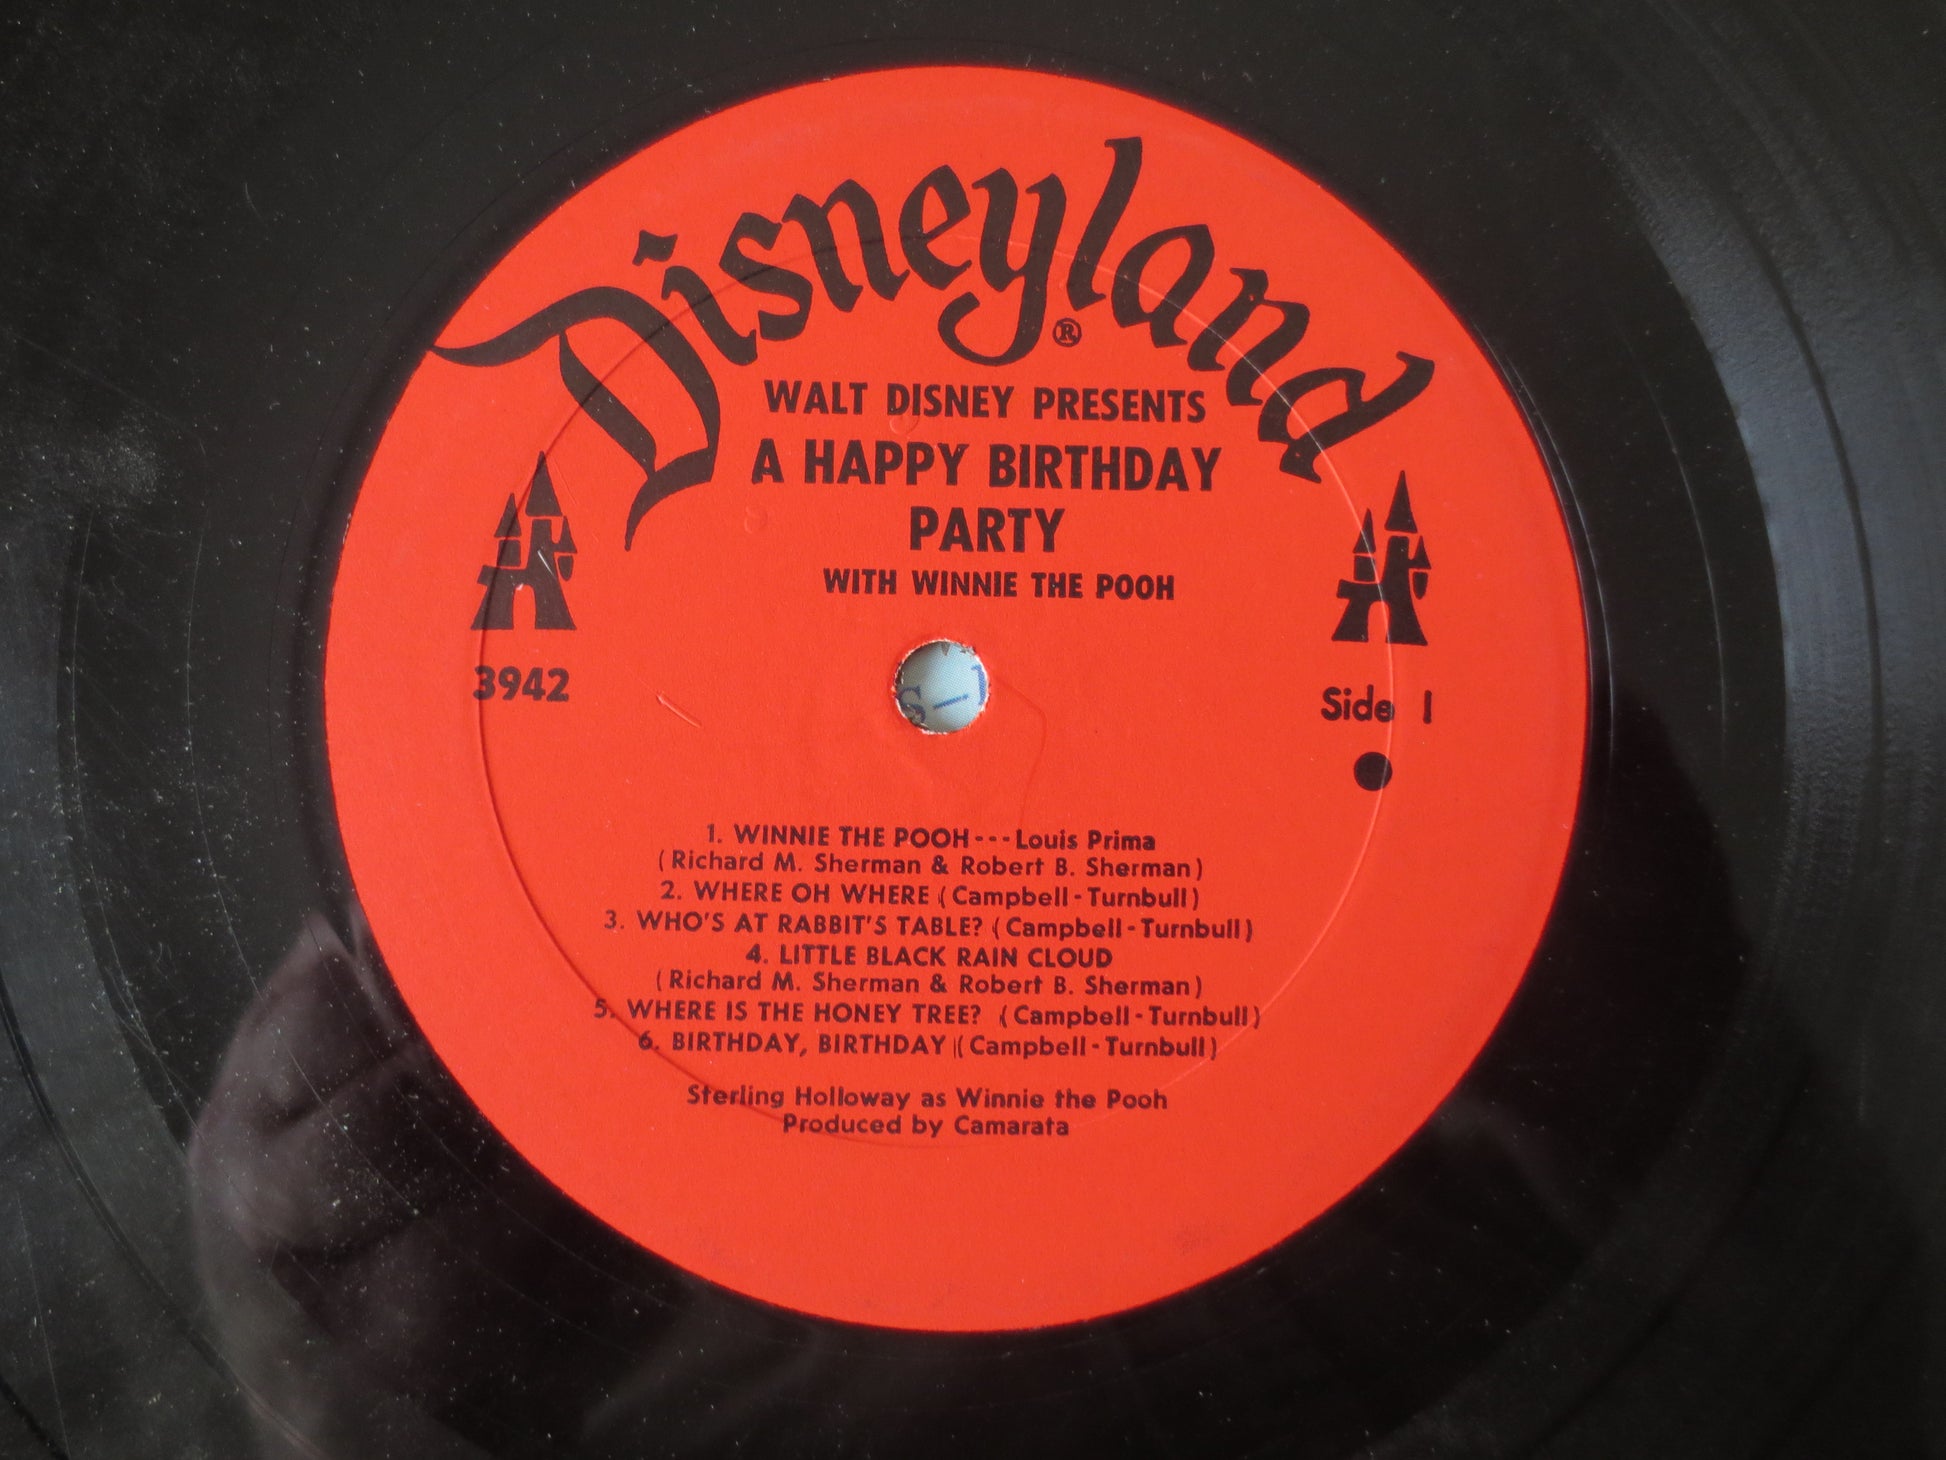 Disneyland®
WALT DISNEY PRESENTS
A HAPPY BIRTHDAY
PARTY
WITH WINNIE THE POOH
3942
Side 1
1. WINNIE THE POOH---Louis Prima
(Richard M. Sherman & Robert B. Sherman)
2. WHERE OH WHERE (Campbell-Turnbull)
3. WHO'S AT RABBIT'S TABLE? (Campbell-Turnbull)
4. LITTLE BLACK RAIN CLOUD
(Richard M. Sherman & Robert B. Sherman)
5. WHERE IS THE HONEY TREE? (Campbell-Turnbull)
6. BIRTHDAY, BIRTHDAY (Campbell-Turnbull)
Sterling Holloway as Winnie the Pooh
Produced by Camarata